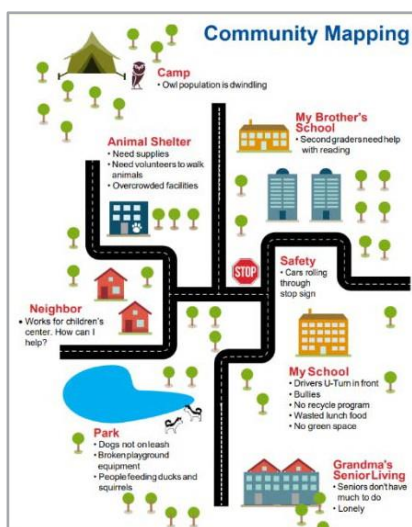 Community Mapping
Camp
• Owl population is dwindling
My Brother's
School
• Second graders need help
with reading
Animal Shelter
• Need supplies
• Need volunteers to walk
animals
• Overcrowded facilities
STOP
Safety
• Cars rolling
through
stop sign
Neighbor
• Works for children's
center. How can I
help?
My School
• Drivers U-Turn in front
• Bullies
• No recycle program
• Wasted lunch food
• No green space
Park
• Dogs not on leash
• Broken playground
equipment
• People feeding ducks and
squirrels
Grandma's
Senior Living
• Seniors don't have
much to do
• Lonely